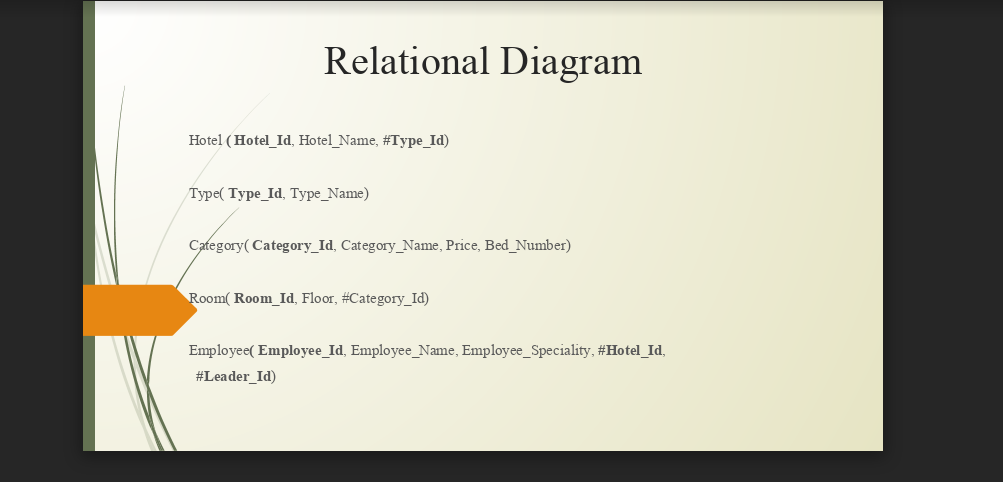 Relational Diagram
Hotel ( Hotel_Id, Hotel_Name, #Type_Id)
Type( Type_Id, Type_Name)
Category( Category_Id, Category_Name, Price, Bed_Number)
Room( Room_Id, Floor, #Category_Id)
Employee( Employee_Id, Employee_Name, Employee_Speciality, #Hotel_Id,
#Leader_Id)